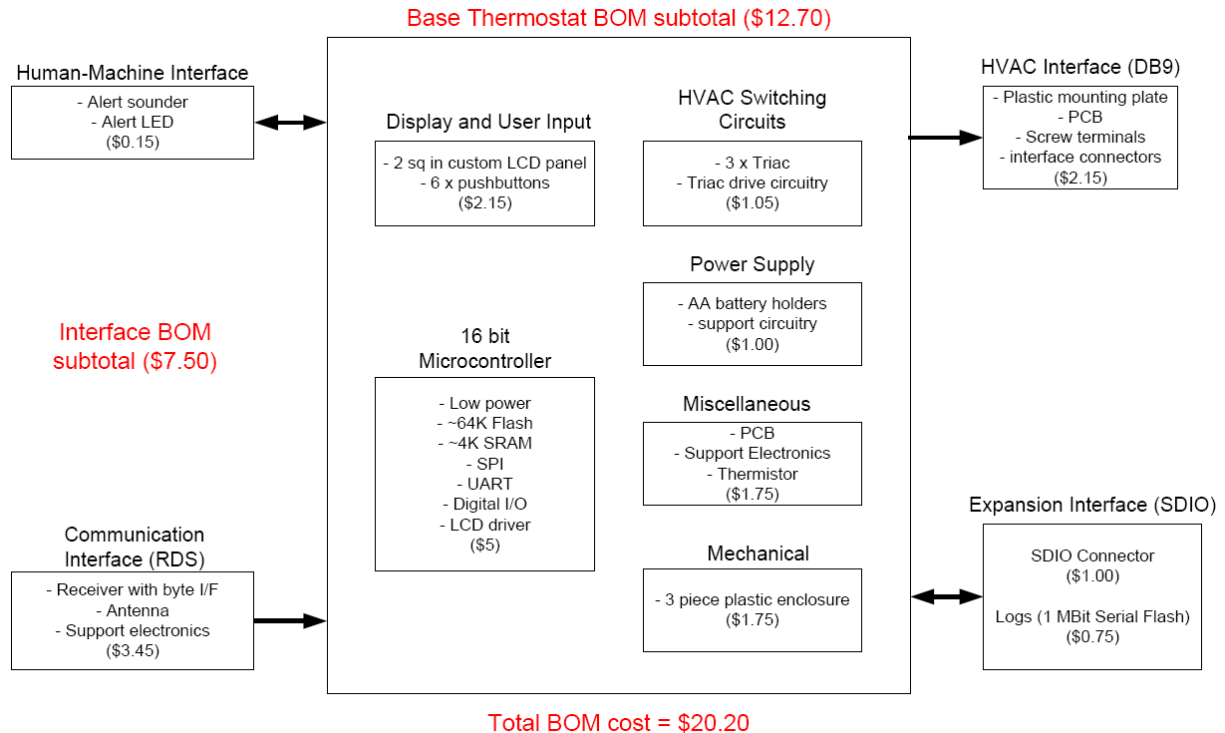 Base Thermostat BOM subtotal ($12.70)
Human-Machine Interface
- Alert sounder
- Alert LED
($0.15)
Display and User Input
- 2 sq in custom LCD panel
- 6 x pushbuttons
($2.15)
HVAC Switching
Circuits
- 3 x Triac
- Triac drive circuitry
($1.05)
HVAC Interface (DB9)
- Plastic mounting plate
- PCB
- Screw terminals
- interface connectors
($2.15)
Power Supply
- AA battery holders
- support circuitry
($1.00)
Interface BOM
subtotal ($7.50)
16 bit
Microcontroller
- Low power
- ~64K Flash
- ~4K SRAM
- SPI
- UART
- Digital I/O
- LCD driver
($5)
Miscellaneous
- PCB
- Support Electronics
- Thermistor
($1.75)
Communication
Interface (RDS)
- Receiver with byte I/F
- Antenna
- Support electronics
($3.45)
Mechanical
- 3 piece plastic enclosure
($1.75)
Expansion Interface (SDIO)
SDIO Connector
($1.00)
Logs (1 MBit Serial Flash)
($0.75)
Total BOM cost = $20.20